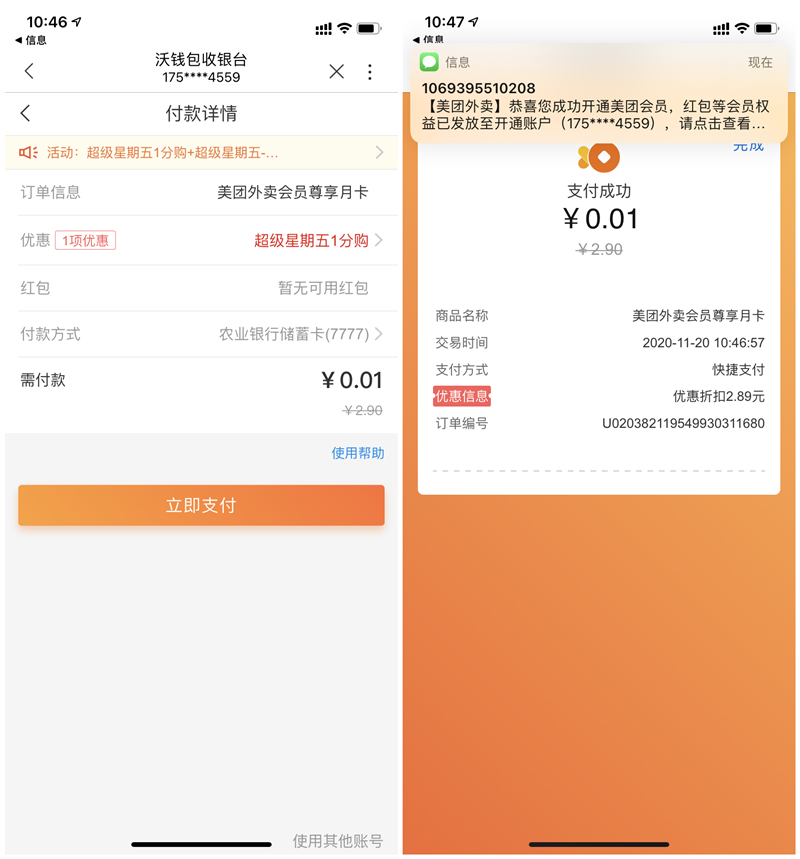 10:46
信息
沃钱包收银台
175****4559
付款详情
活动：超级星期五1分购+超级星期五-...
订单信息 美团外卖会员尊享月卡
优惠 1项优惠 超级星期五1分购
红包 暂无可用红包
付款方式 农业银行储蓄卡(7777)
需付款 ¥0.01
¥2.90
使用帮助
立即支付
使用其他账号
10:47
信息
信息 现在
1069395510208
【美团外卖】恭喜您成功开通美团会员，红包等会员权
益已发放至开通账户（175****4559），请点击查看...
完成
支付成功
¥0.01
¥2.90
商品名称 美团外卖会员尊享月卡
交易时间 2020-11-20 10:46:57
支付方式 快捷支付
优惠信息 优惠折扣2.89元
订单编号 U020382119549930311680